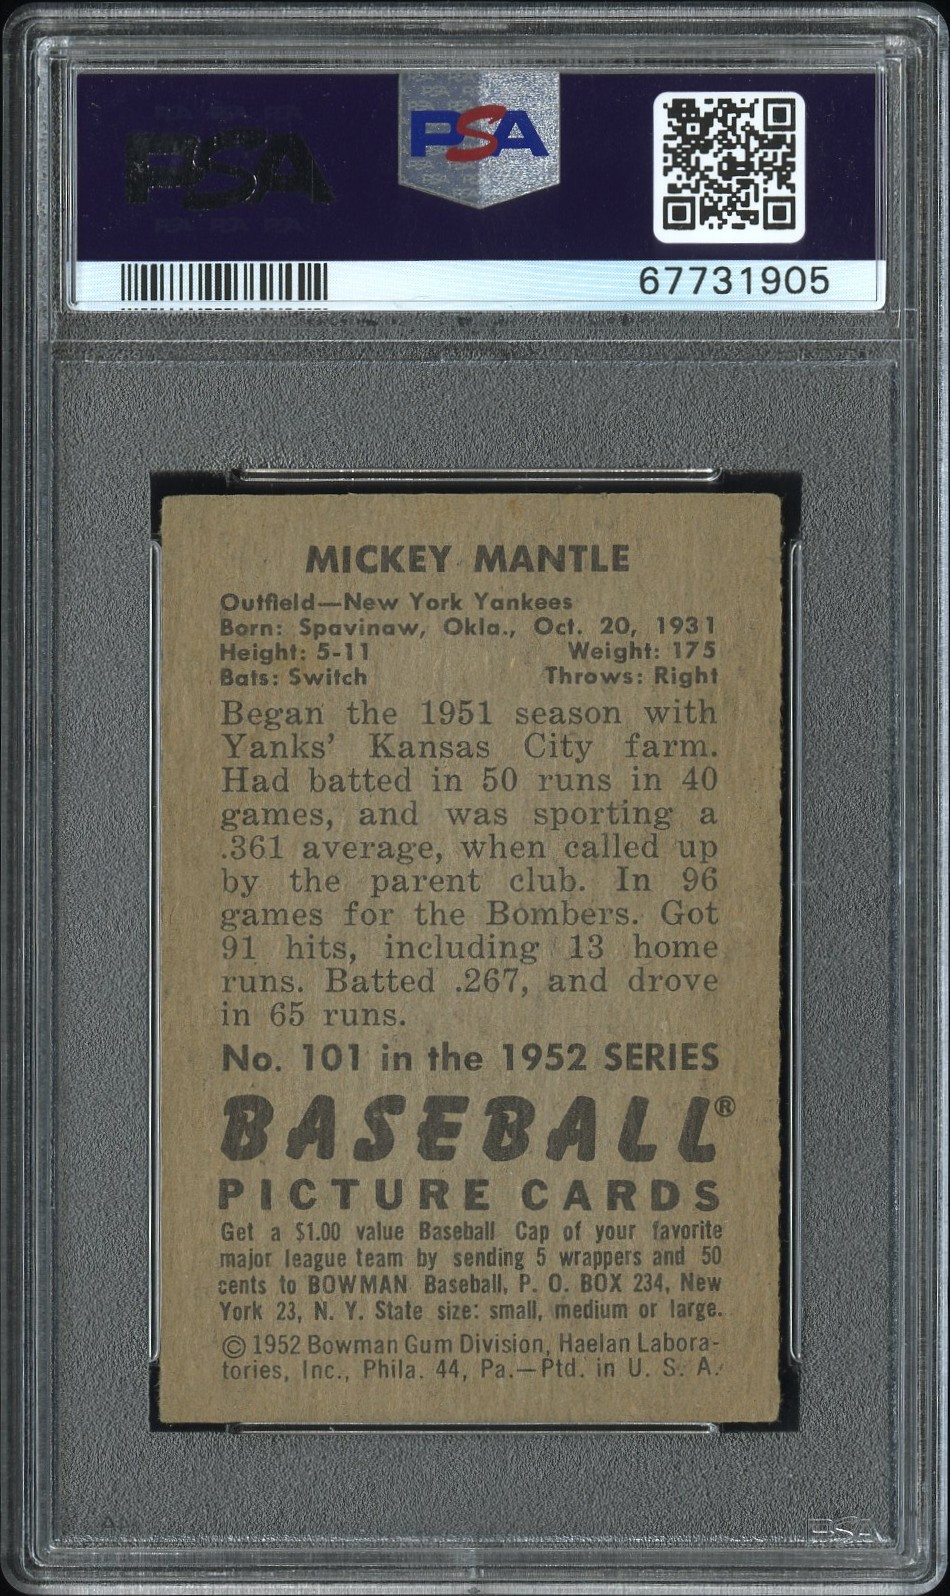 PSA
PSA
67731905
MICKEY MANTLE
Outfield—New York Yankees
Born: Spavinaw, Okla., Oct. 20, 1931
Height: 5-11 Weight: 175
Bats: Switch Throws: Right
Began the 1951 season with
Yanks' Kansas City farm.
Had batted in 50 runs in 40
games, and was sporting a
.361 average, when called up
by the parent club. In 96
games for the Bombers. Got
91 hits, including 13 home
runs. Batted .267, and drove
in 65 runs.
No. 101 in the 1952 SERIES
BASEBALL®
PICTURE CARDS
Get a $1.00 value Baseball Cap of your favorite
major league team by sending 5 wrappers and 50
cents to BOWMAN Baseball, P. O. BOX 234, New
York 23, N. Y. State size: small, medium or large.
© 1952 Bowman Gum Division, Haelan Labora-
tories, Inc., Phila. 44, Pa.—Ptd. in U. S. A.
PSA